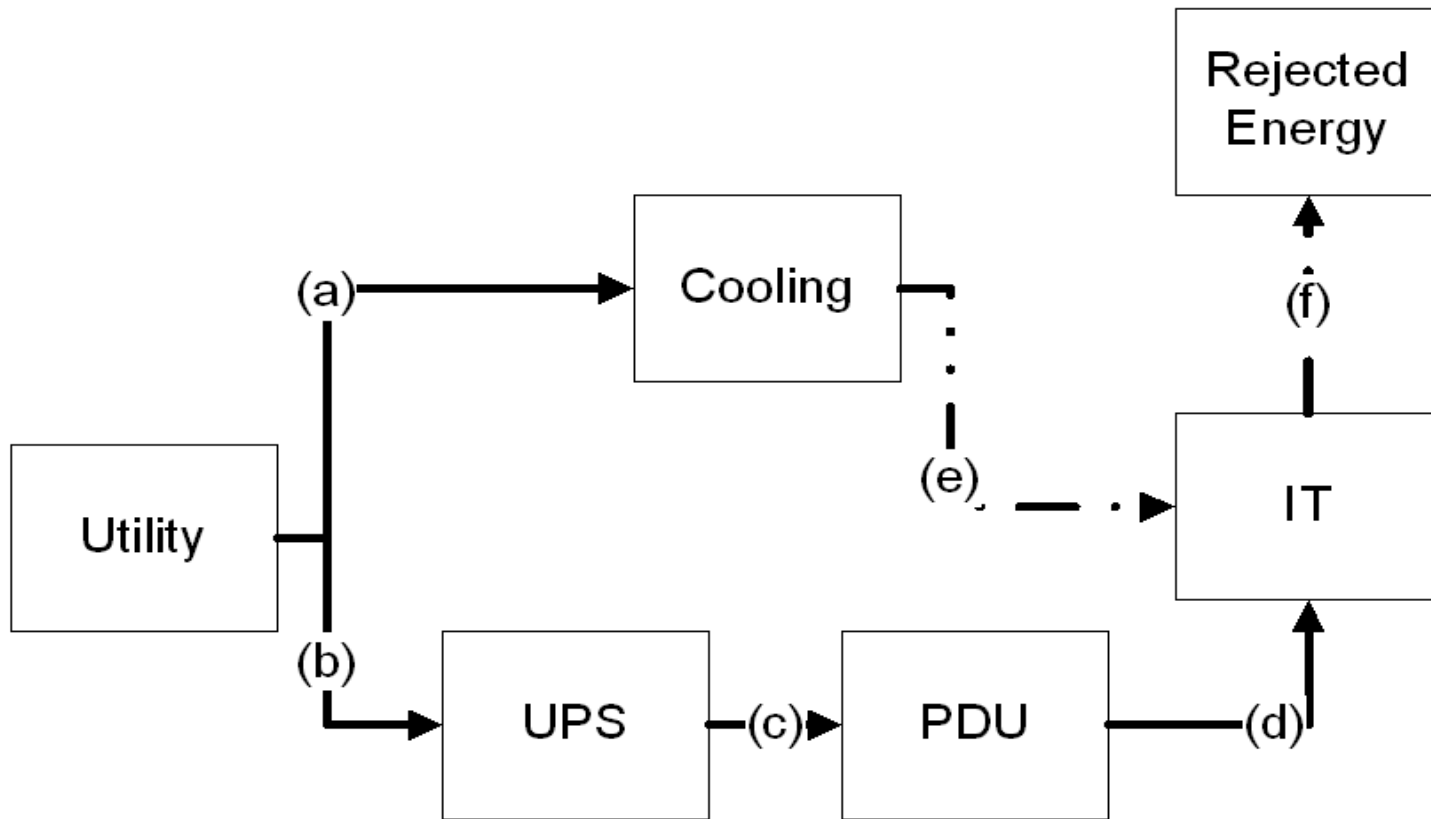 Rejected
Energy
(a)
Cooling
(f)
(e)
Utility
IT
(b)
UPS
(c)
PDU
(d)